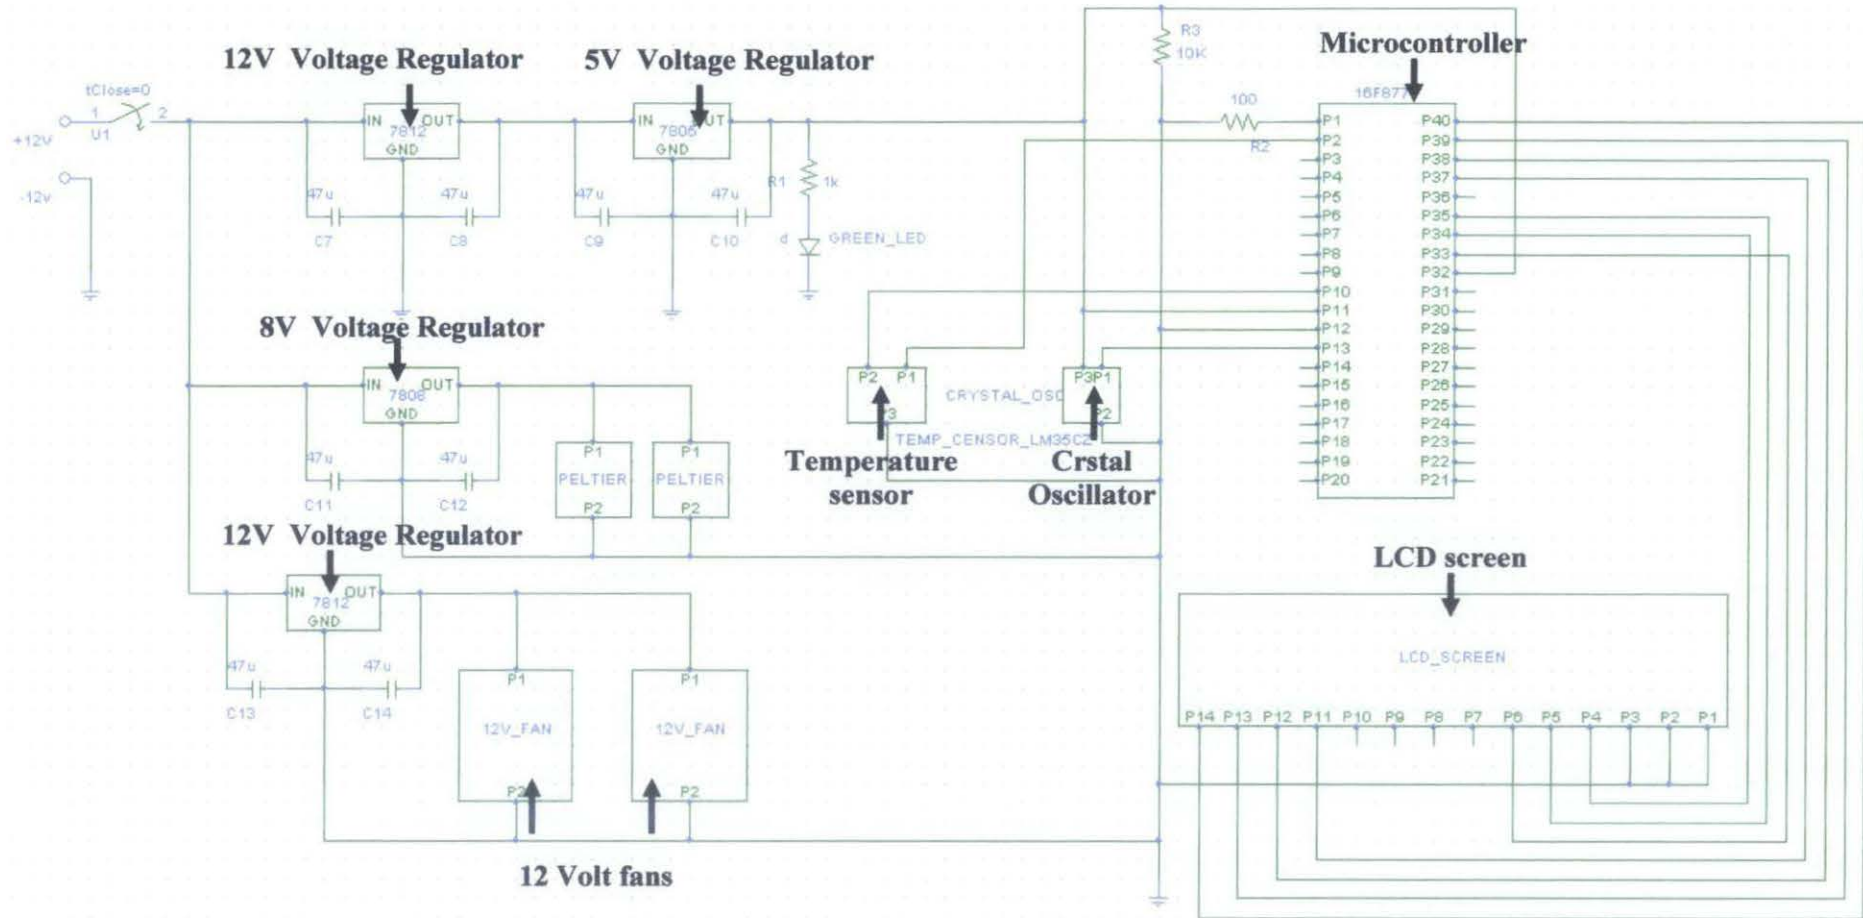 12V Voltage Regulator
5V Voltage Regulator
Microcontroller
R3
10K
tClose=0
1
2
U1
+12V
-12v
IN
OUT
7812
GND
47u
47u
C7
C8
IN
OUT
7805
GND
47u
47u
C9
C10
R1
1k
d
GREEN_LED
100
R2
16F877
P1
P2
P3
P4
P5
P6
P7
P8
P9
P10
P11
P12
P13
P14
P15
P16
P17
P18
P19
P20
P40
P39
P38
P37
P36
P35
P34
P33
P32
P31
P30
P29
P28
P27
P26
P25
P24
P23
P22
P21
8V Voltage Regulator
IN
OUT
7808
GND
47u
47u
C11
C12
P1
PELTIER
P2
P1
PELTIER
P2
P2 P1
P3
CRYSTAL_OSC
P3P1
P2
TEMP_CENSOR_LM35CZ
Temperature
sensor
Crstal
Oscillator
12V Voltage Regulator
IN
OUT
7812
GND
47u
47u
C13
C14
P1
12V_FAN
P2
P1
12V_FAN
P2
12 Volt fans
LCD screen
LCD_SCREEN
P14 P13 P12 P11 P10 P9 P8 P7 P6 P5 P4 P3 P2 P1